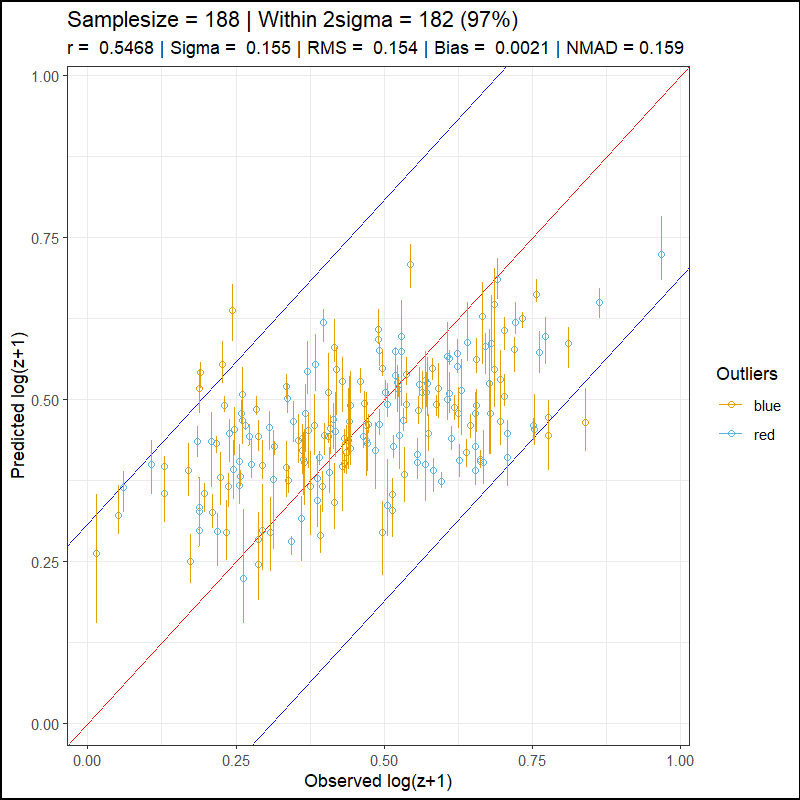 Samplesize = 188 | Within 2sigma = 182 (97%)
r =  0.5468 | Sigma =  0.155 | RMS =  0.154 | Bias =  0.0021 | NMAD = 0.159
1.00
0.75
0.50
0.25
0.00
Predicted log(z+1)
0.00
0.25
0.50
0.75
1.00
Observed log(z+1)
Outliers
blue
red